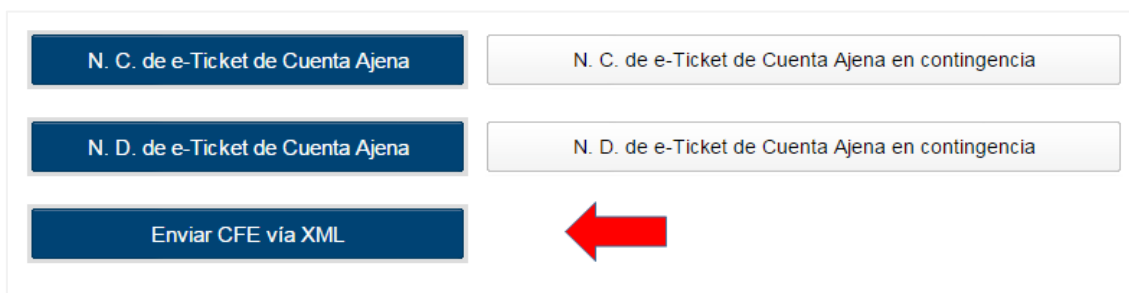 N. C. de e-Ticket de Cuenta Ajena
N. C. de e-Ticket de Cuenta Ajena en contingencia
N. D. de e-Ticket de Cuenta Ajena
N. D. de e-Ticket de Cuenta Ajena en contingencia
Enviar CFE vía XML